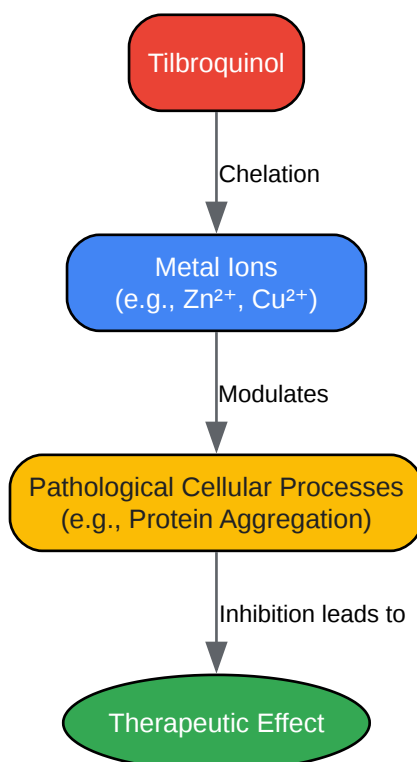 Tilbroquinol
Chelation
Metal Ions
(e.g., Zn²⁺, Cu²⁺)
Modulates
Pathological Cellular Processes
(e.g., Protein Aggregation)
Inhibition leads to
Therapeutic Effect